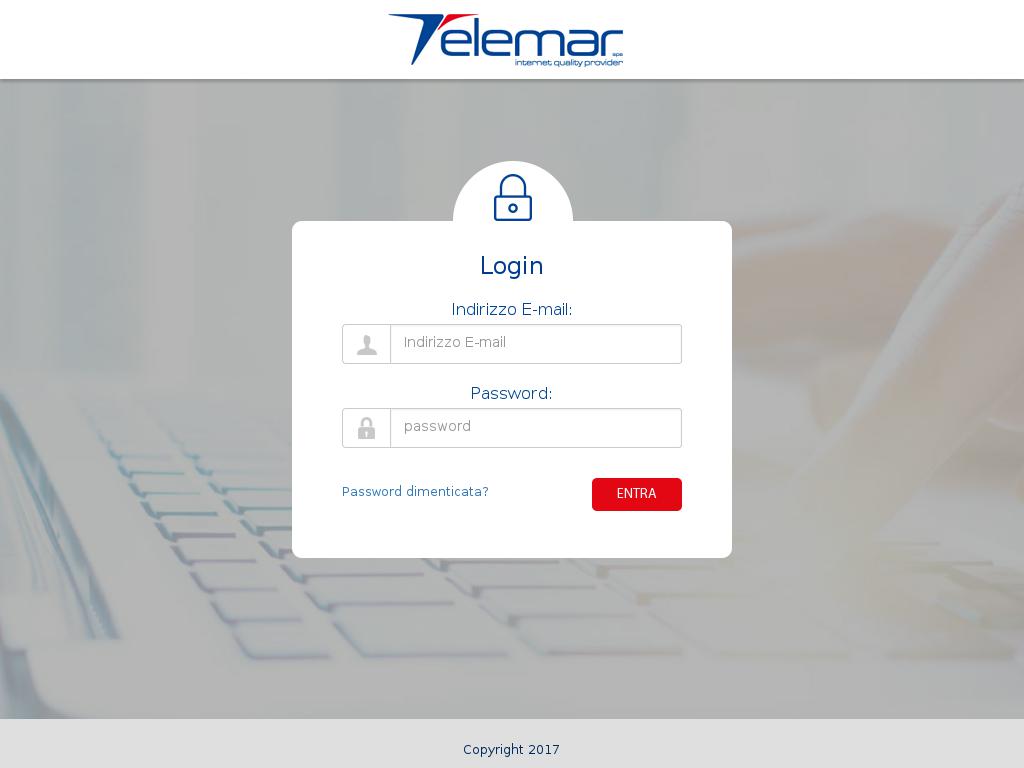 Telemar spa
internet quality provider
Login
Indirizzo E-mail:
Indirizzo E-mail
Password:
password
Password dimenticata?
ENTRA
Copyright 2017